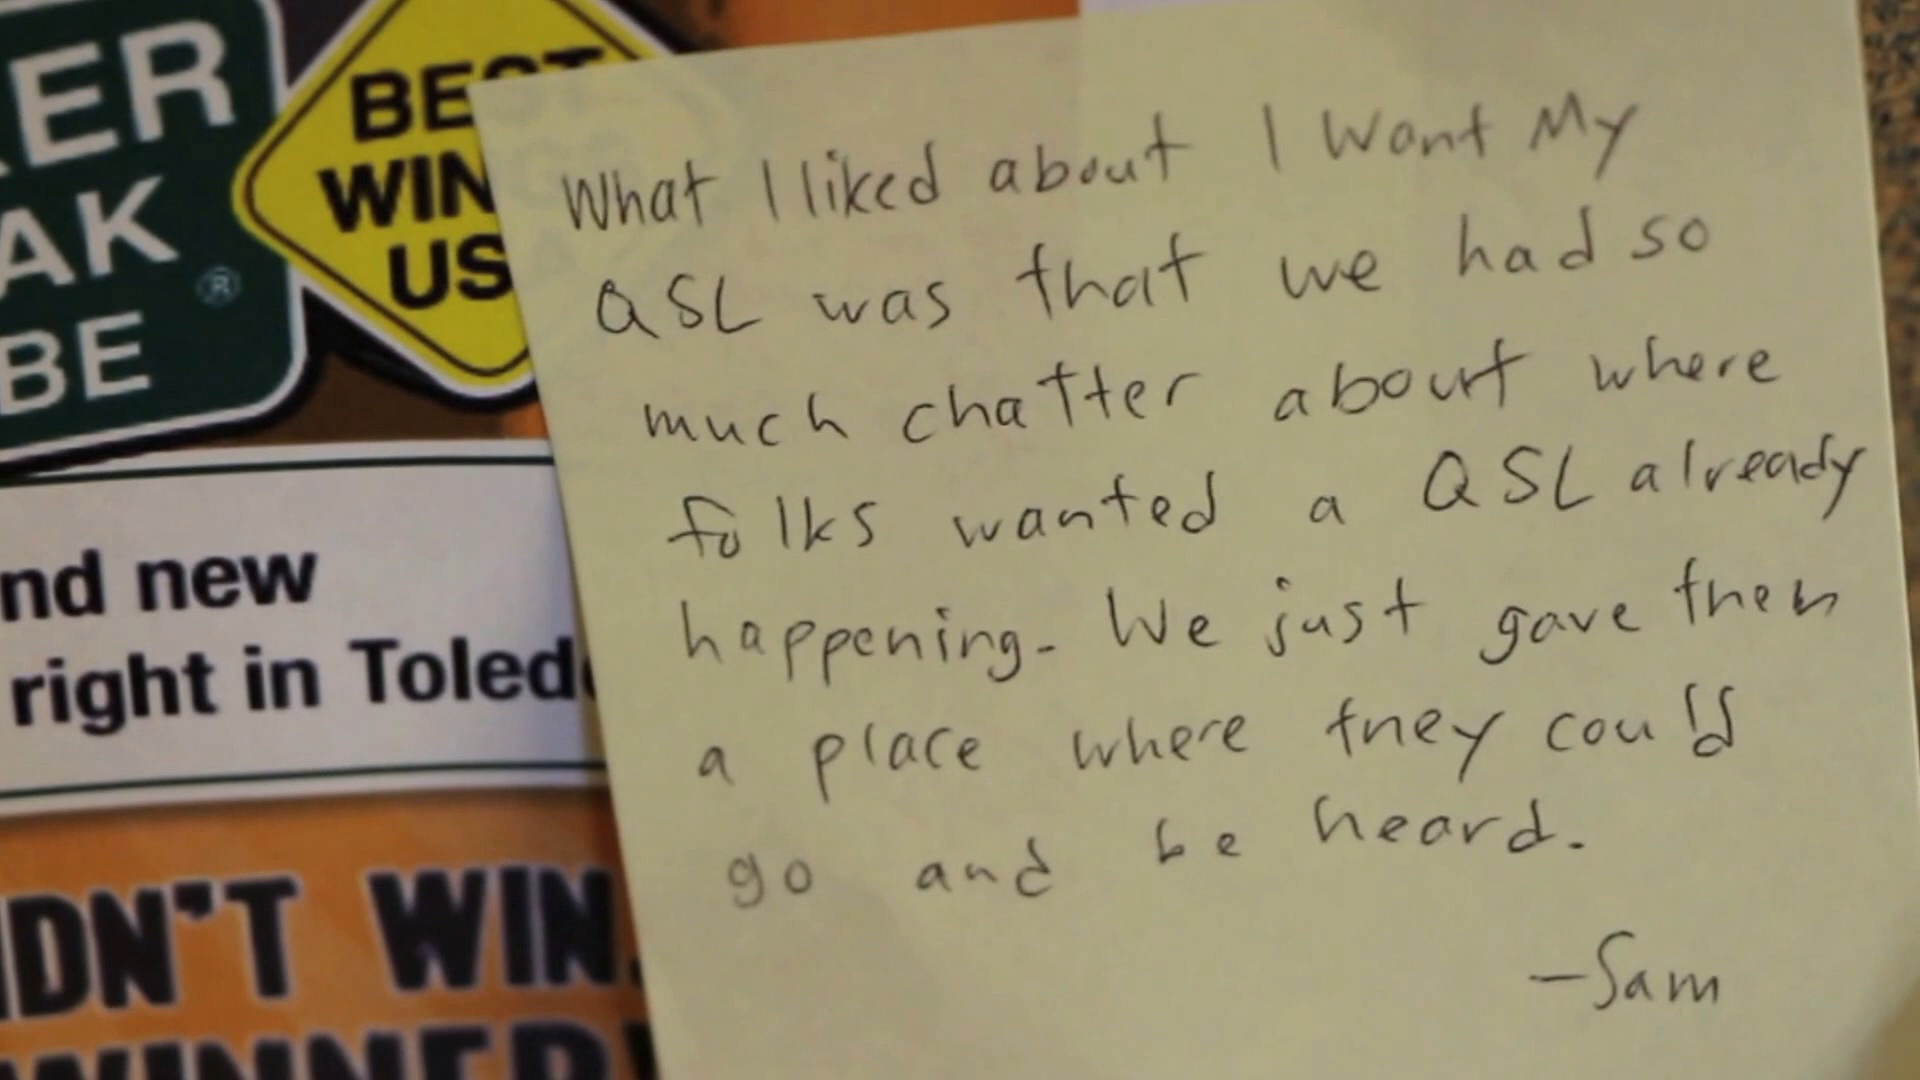 ER
AK
BE
®
BEST
WIN
US
nd new
right in Toled
DN'T WIN
WINNER
What I liked about I Want My
QSL was that we had so
much chatter about where
folks wanted a QSL already
happening. We just gave them
a place where they could
go and be heard.
-Sam